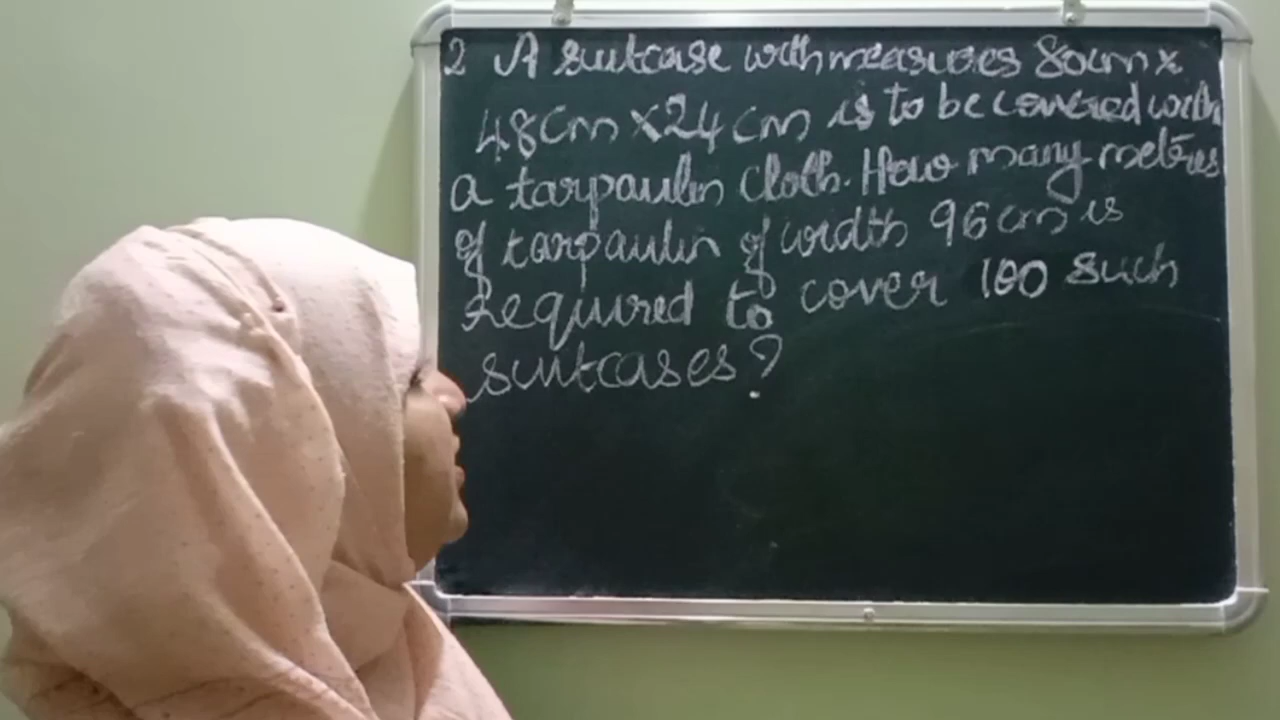 2 A suitcase with measures 80cm x
48cm x 24 cm is to be covered with
a tarpaulin cloth. How many metres
of tarpaulin of width 96 cm is
required to cover 100 such
suitcases?